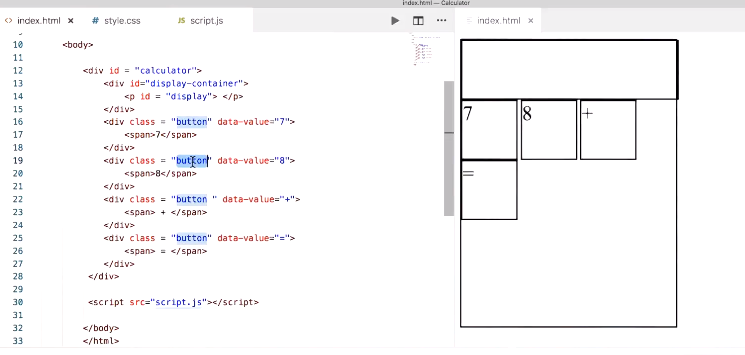 index.html — Calculator
<> index.html × # style.css JS script.js ▶ ··· index.html ×
10 <body>
11
12 <div id = "calculator">
13 <div id="display-container">
14 <p id = "display"> </p>
15 </div>
16 <div class = "button" data-value="7">
17 <span>7</span>
18 </div>
19 <div class = "button" data-value="8">
20 <span>8</span>
21 </div>
22 <div class = "button " data-value="+">
23 <span> + </span>
24 </div>
25 <div class = "button" data-value="=">
26 <span> = </span>
27 </div>
28 </div>
29
30 <script src="script.js"></script>
31
32 </body>
33 </html>
7 8 +
=